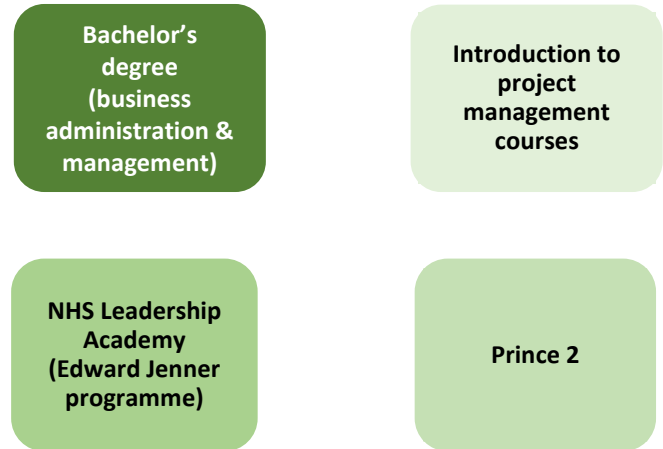 Bachelor's
degree
(business
administration &
management)
Introduction to
project
management
courses
NHS Leadership
Academy
(Edward Jenner
programme)
Prince 2